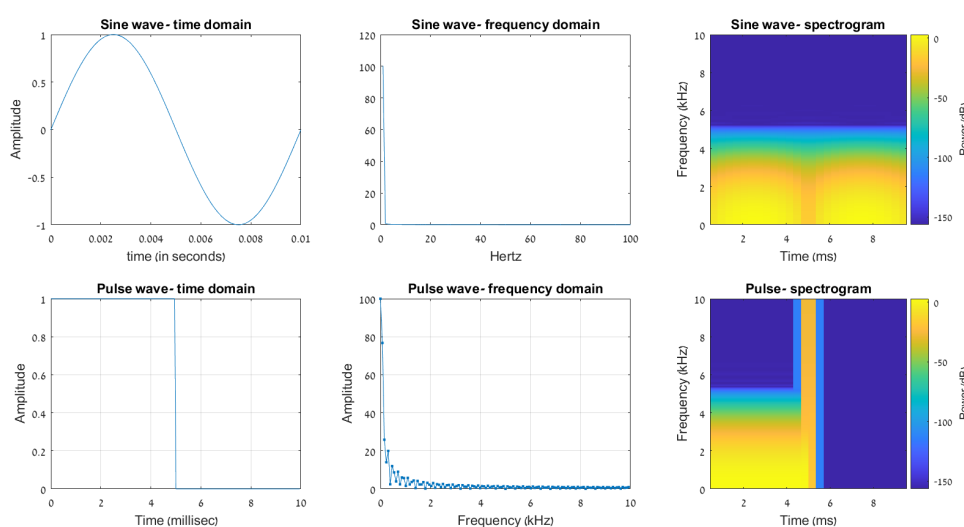 Sine wave- time domain
1
0.5
0
-0.5
-1
0 0.002 0.004 0.006 0.008 0.01
Amplitude
time (in seconds)
Sine wave- frequency domain
120
100
80
60
40
20
0
0 20 40 60 80 100
Hertz
Sine wave- spectrogram
10
8
6
4
2
0
2 4 6 8
Frequency (kHz)
Time (ms)
0
-50
-100
-150
Power (dB)
Pulse wave- time domain
1
0.8
0.6
0.4
0.2
0
0 2 4 6 8 10
Amplitude
Time (millisec)
Pulse wave- frequency domain
100
80
60
40
20
0
0 2 4 6 8 10
Amplitude
Frequency (kHz)
Pulse- spectrogram
10
8
6
4
2
0
2 4 6 8
Frequency (kHz)
Time (ms)
0
-50
-100
-150
Power (dB)